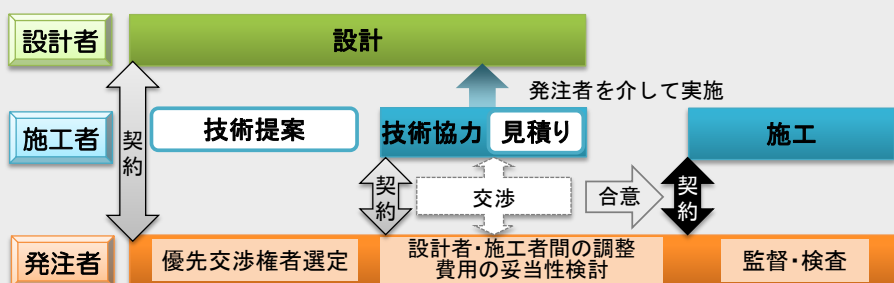 設計者
設計
発注者を介して実施
施工者
技術提案
技術協力
見積り
施工
契約
契約
交渉
合意
契約
発注者
優先交渉権者選定
設計者・施工者間の調整
費用の妥当性検討
監督・検査